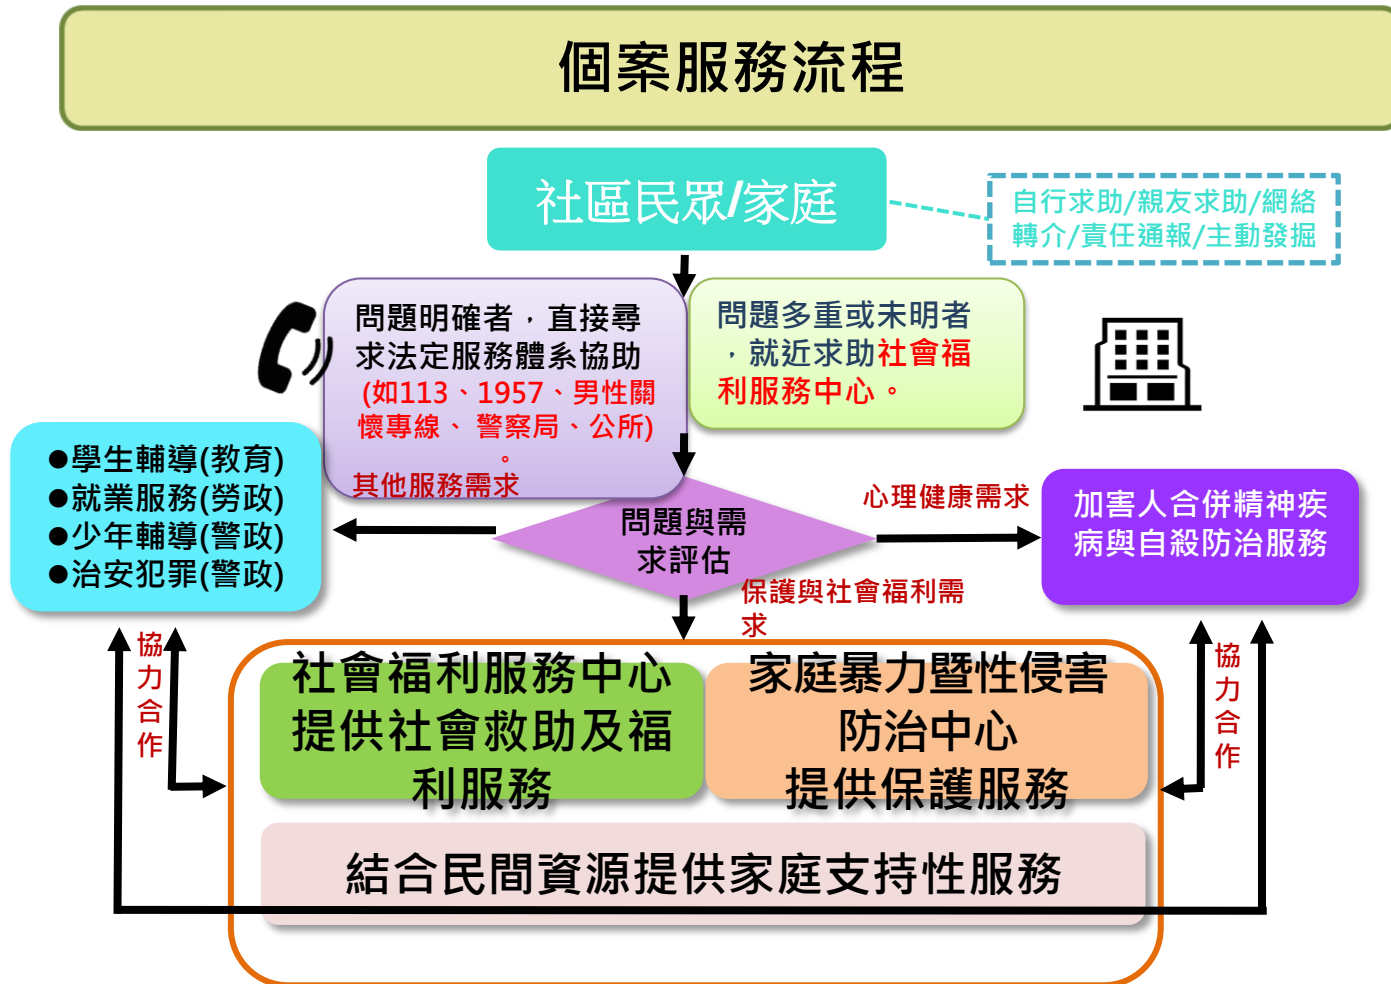 個案服務流程
社區民眾/家庭
自行求助/親友求助/網絡
轉介/責任通報/主動發掘
問題明確者，直接尋
求法定服務體系協助
(如113、1957、男性關
懷專線、 警察局、公所)
。
其他服務需求
問題多重或未明者
，就近求助社會福
利服務中心。
●學生輔導(教育)
●就業服務(勞政)
●少年輔導(警政)
●治安犯罪(警政)
問題與需
求評估
心理健康需求
加害人合併精神疾
病與自殺防治服務
保護與社會福利需
求
協
力
合
作
社會福利服務中心
提供社會救助及福
利服務
家庭暴力暨性侵害
防治中心
提供保護服務
協
力
合
作
結合民間資源提供家庭支持性服務